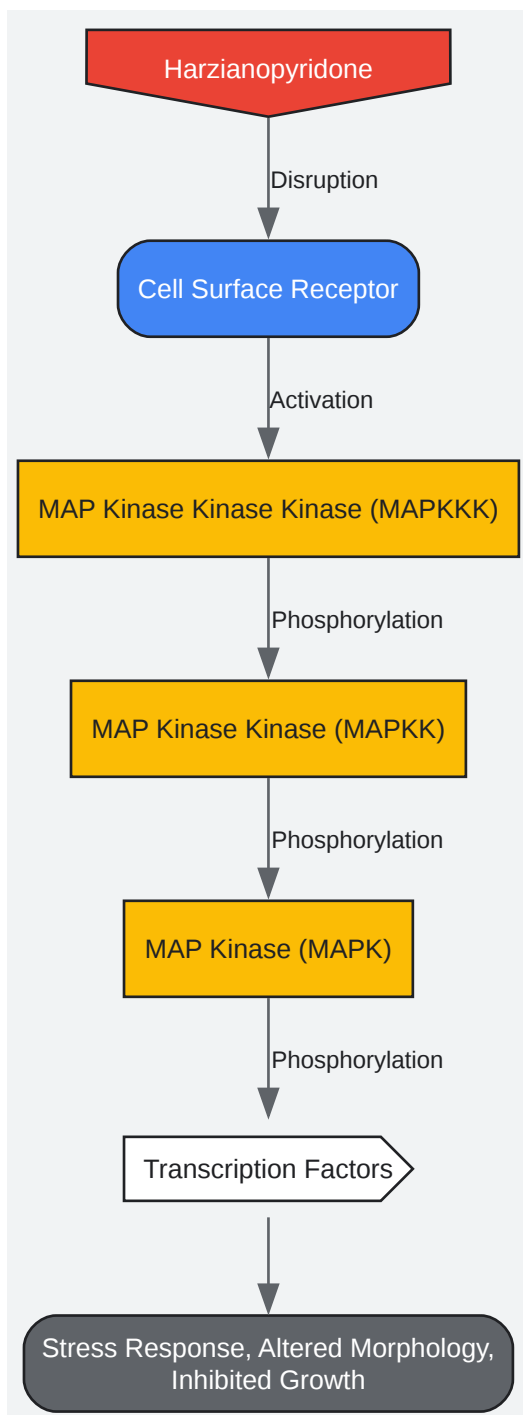 Harzianopyridone
Disruption
Cell Surface Receptor
Activation
MAP Kinase Kinase Kinase (MAPKKK)
Phosphorylation
MAP Kinase Kinase (MAPKK)
Phosphorylation
MAP Kinase (MAPK)
Phosphorylation
Transcription Factors
Stress Response, Altered Morphology,
Inhibited Growth